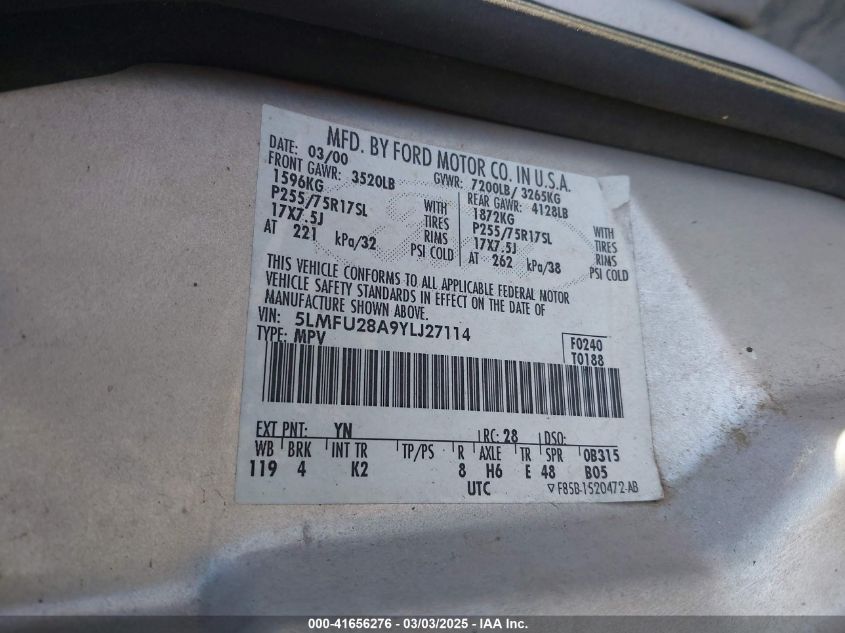 MFD. BY FORD MOTOR CO. IN U.S.A.
DATE: 03/00 GVWR: 7200LB/ 3265KG
FRONT GAWR: 3520LB REAR GAWR: 4128LB
1596KG WITH 1872KG WITH
P255/75R17SL TIRES P255/75R17SL TIRES
17X7.5J RIMS 17X7.5J RIMS
AT 221 kPa/32 PSI COLD AT 262 kPa/38 PSI COLD
THIS VEHICLE CONFORMS TO ALL APPLICABLE FEDERAL MOTOR
VEHICLE SAFETY STANDARDS IN EFFECT ON THE DATE OF
MANUFACTURE SHOWN ABOVE.
VIN: 5LMFU28A9YLJ27114
TYPE: MPV F0240
T0188
EXT PNT: YN RC: 28 DSO:
WB BRK INT TR TP/PS R AXLE TR SPR 0B315
119 4 K2 8 H6 E 48 B05
UTC ▽ F85B-1520472-AB
000-41656276 - 03/03/2025 - IAA Inc.